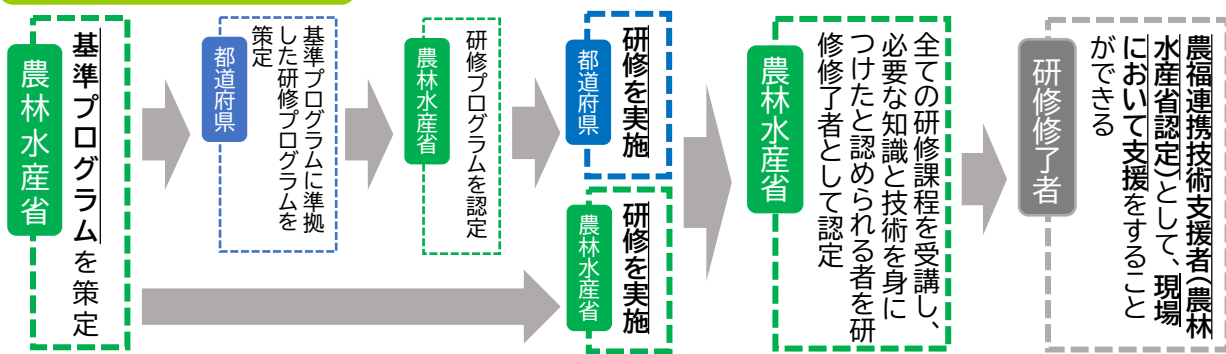 農林水産省
基準プログラムを策定
都道府県
基準プログラムに準拠
した研修プログラムを
策定
農林水産省
研修プログラムを認定
都道府県
研修を実施
農林水産省
研修を実施
農林水産省
全ての研修課程を受講し、
必要な知識と技術を身に
つけたと認められる者を研
修修了者として認定
研修修了者
農福連携技術支援者(農林
水産省認定)として、現場
において支援をすること
ができる